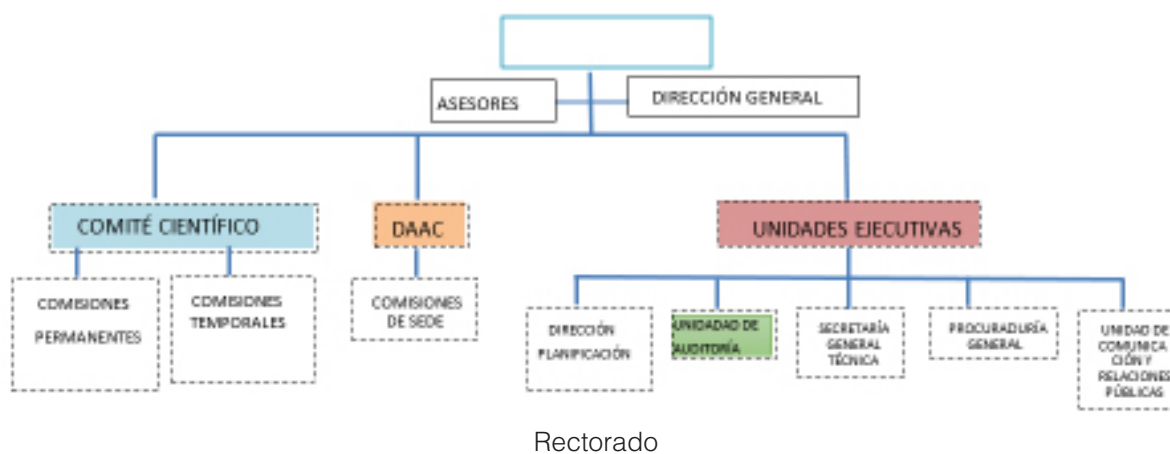 ASESORES
DIRECCIÓN GENERAL
COMITÉ CIENTÍFICO
DAAC
UNIDADES EJECUTIVAS
COMISIONES
PERMANENTES
COMISIONES
TEMPORALES
COMISIONES
DE SEDE
DIRECCIÓN
PLANIFICACIÓN
UNIDADAD DE
AUDITORÍA
SECRETARÍA
GENERAL
TÉCNICA
PROCURADURÍA
GENERAL
UNIDAD DE
COMUNICA
CIÓN Y
RELACIONES
PÚBLICAS
Rectorado